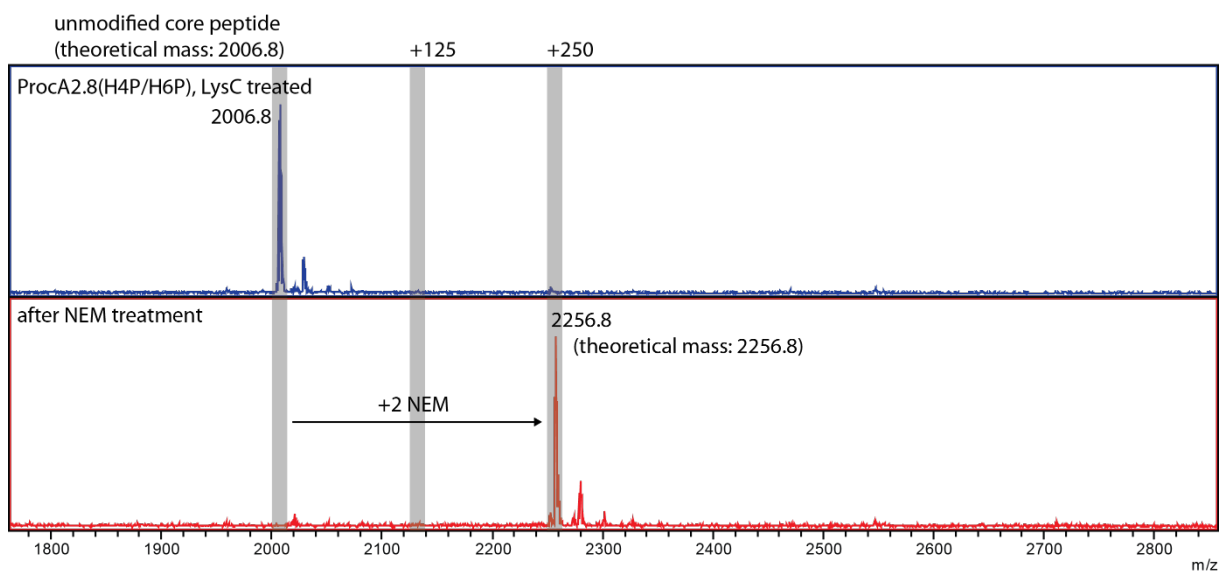 unmodified core peptide
(theoretical mass: 2006.8)
+125
+250
ProcA2.8(H4P/H6P), LysC treated
2006.8
after NEM treatment
2256.8
(theoretical mass: 2256.8)
+2 NEM
1800 1900 2000 2100 2200 2300 2400 2500 2600 2700 2800
m/z